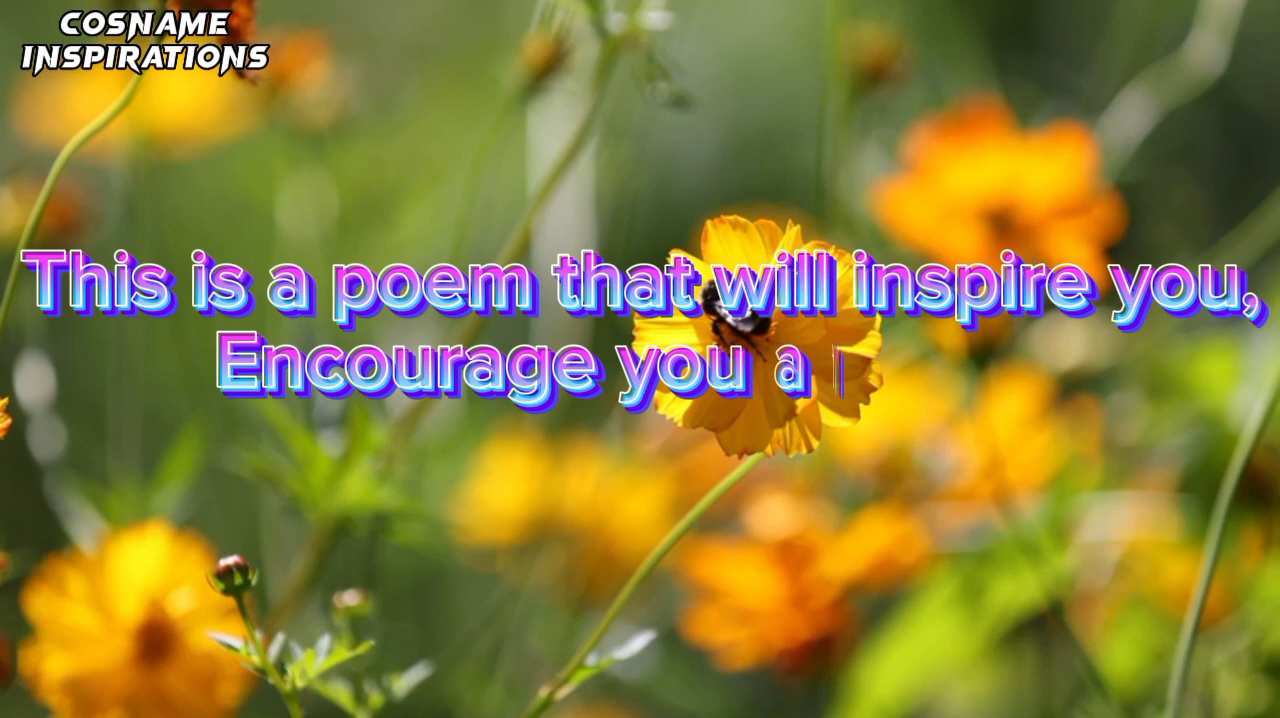 COSNAME
INSPIRATIONS
This is a poem that will inspire you,
Encourage you a